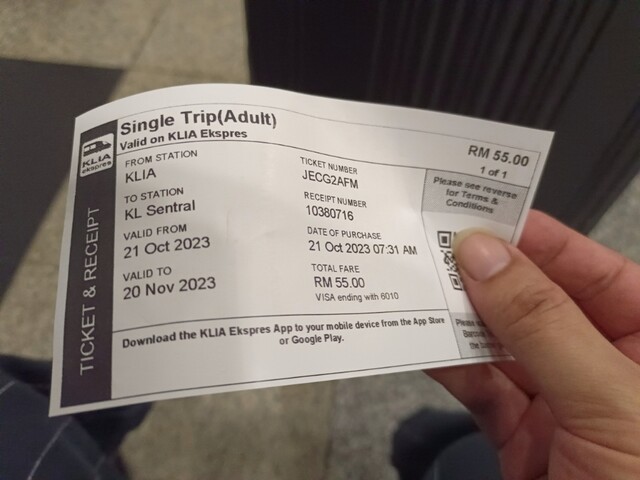 Single Trip(Adult)
Valid on KLIA Ekspres
RM 55.00
1 of 1
KLIA
ekspres
TICKET & RECEIPT
FROM STATION
KLIA
TO STATION
KL Sentral
VALID FROM
21 Oct 2023
VALID TO
20 Nov 2023
TICKET NUMBER
JECG2AFM
RECEIPT NUMBER
10380716
DATE OF PURCHASE
21 Oct 2023 07:31 AM
TOTAL FARE
RM 55.00
VISA ending with 6010
Please see reverse
for Terms &
Conditions
Please
Download the KLIA Ekspres App to your mobile device from the App Store
or Google Play.